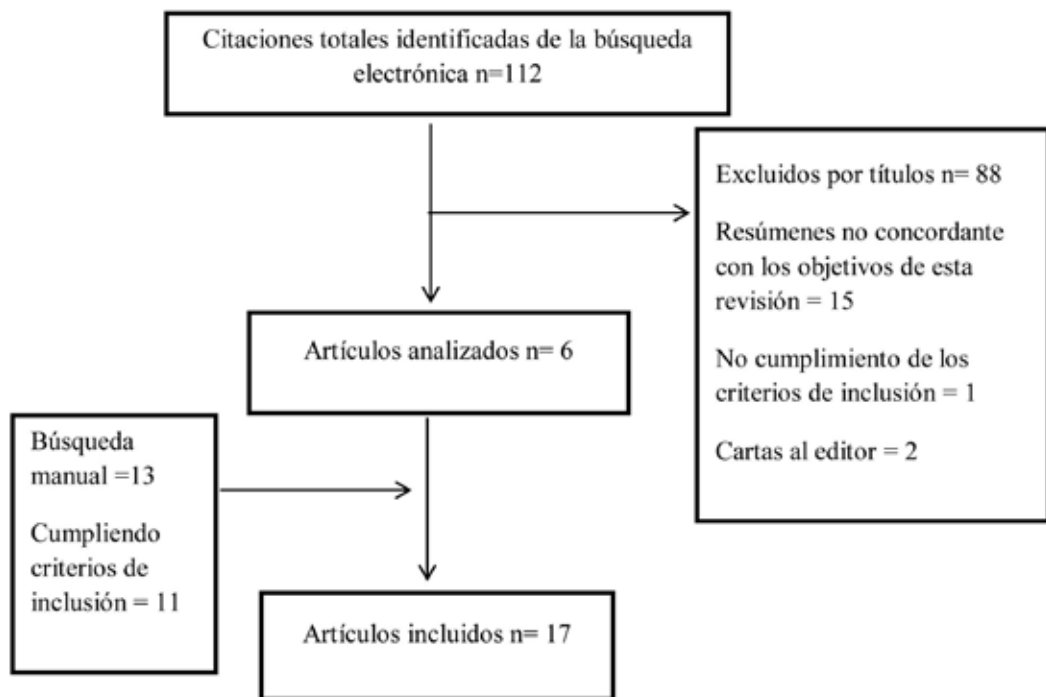 Citaciones totales identificadas de la búsqueda
electrónica n=112
Excluidos por títulos n= 88
Resúmenes no concordante
con los objetivos de esta
revisión = 15
No cumplimiento de los
criterios de inclusión = 1
Cartas al editor = 2
Artículos analizados n= 6
Búsqueda
manual =13
Cumpliendo
criterios de
inclusión = 11
Artículos incluidos n= 17